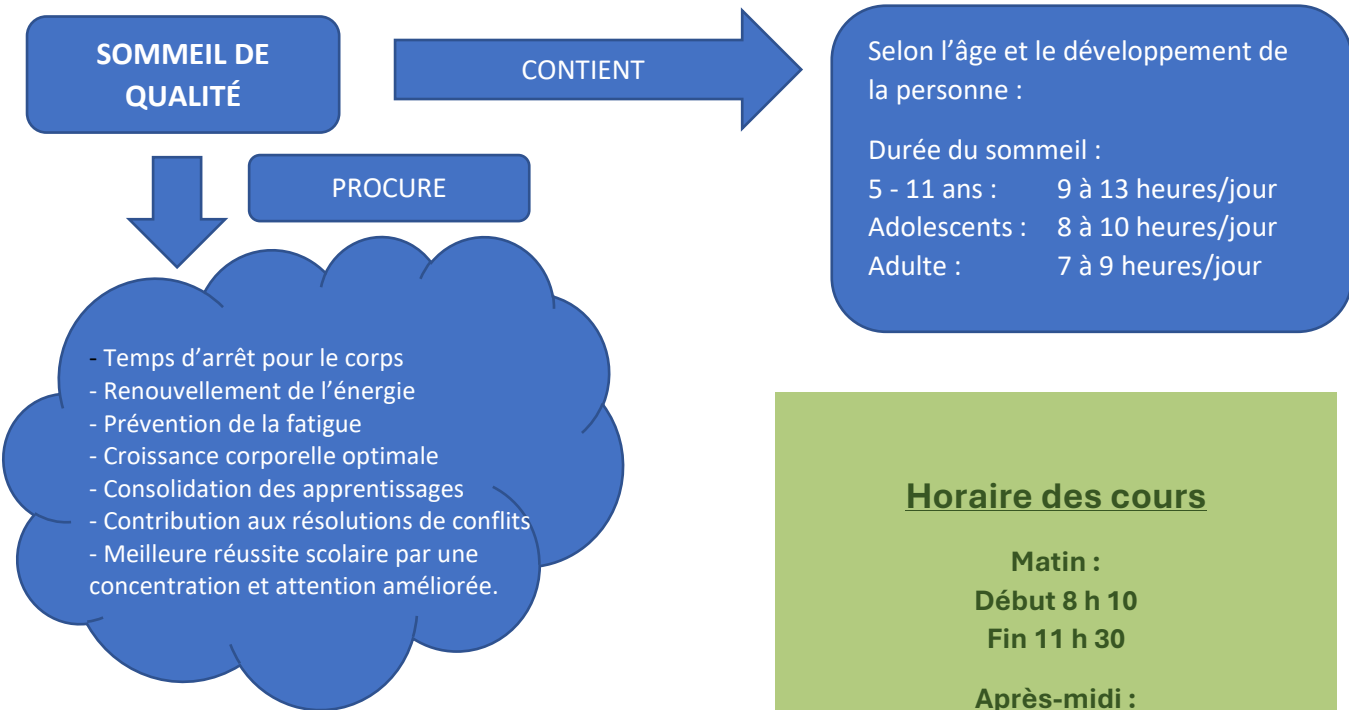 SOMMEIL DE
QUALITÉ
CONTIENT
Selon l’âge et le développement de
la personne :
Durée du sommeil :
5 - 11 ans : 9 à 13 heures/jour
Adolescents : 8 à 10 heures/jour
Adulte : 7 à 9 heures/jour
PROCURE
- Temps d’arrêt pour le corps
- Renouvellement de l’énergie
- Prévention de la fatigue
- Croissance corporelle optimale
- Consolidation des apprentissages
- Contribution aux résolutions de conflits
- Meilleure réussite scolaire par une
concentration et attention améliorée.
Horaire des cours
Matin :
Début 8 h 10
Fin 11 h 30
Après-midi :